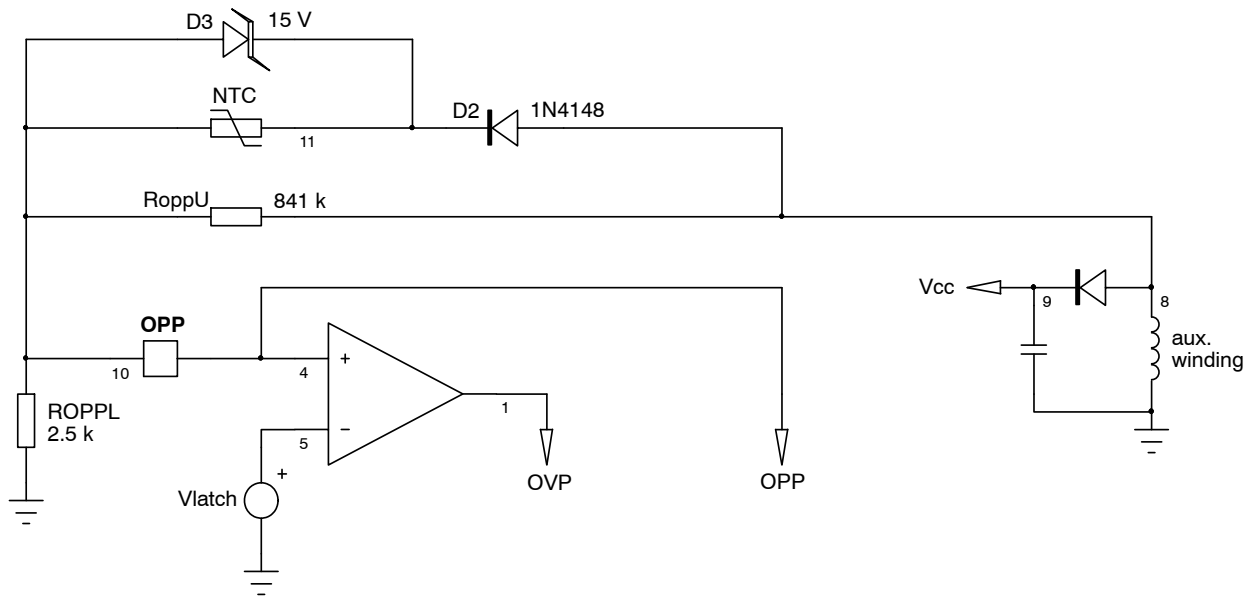 D3 15 V
NTC
11
D2 1N4148
RoppU 841 k
Vcc
9
8
aux.
winding
OPP
10
4
+
1
ROPPL
2.5 k
5
−
+
Vlatch
OVP
OPP